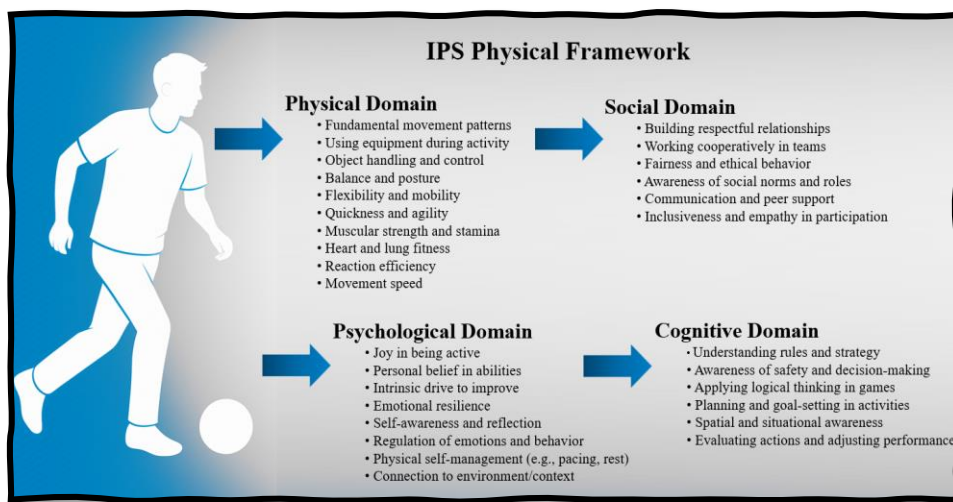 IPS Physical Framework
Physical Domain
• Fundamental movement patterns
• Using equipment during activity
• Object handling and control
• Balance and posture
• Flexibility and mobility
• Quickness and agility
• Muscular strength and stamina
• Heart and lung fitness
• Reaction efficiency
• Movement speed
Social Domain
• Building respectful relationships
• Working cooperatively in teams
• Fairness and ethical behavior
• Awareness of social norms and roles
• Communication and peer support
• Inclusiveness and empathy in participation
Psychological Domain
• Joy in being active
• Personal belief in abilities
• Intrinsic drive to improve
• Emotional resilience
• Self-awareness and reflection
• Regulation of emotions and behavior
• Physical self-management (e.g., pacing, rest)
• Connection to environment/context
Cognitive Domain
• Understanding rules and strategy
• Awareness of safety and decision-making
• Applying logical thinking in games
• Planning and goal-setting in activities
• Spatial and situational awareness
• Evaluating actions and adjusting performance